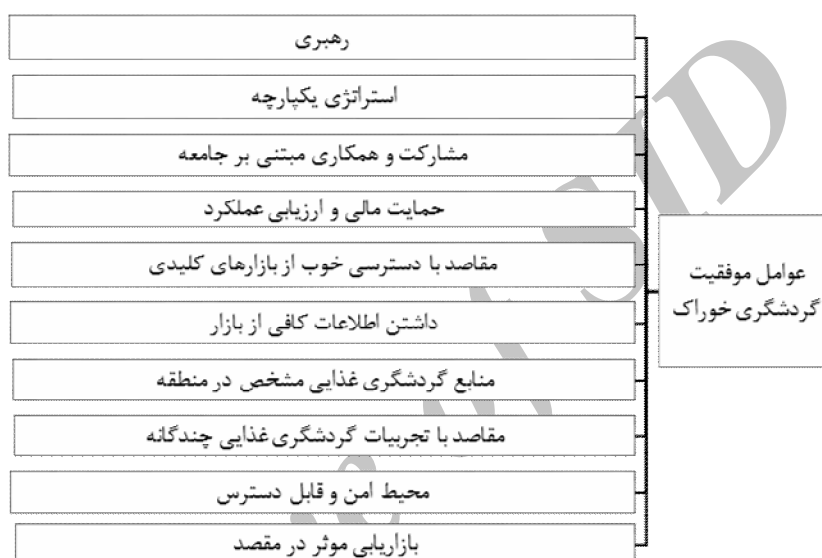 عوامل موفقیت
گردشگری خوراک
رهبری
استراتژی یکپارچه
مشارکت و همکاری مبتنی بر جامعه
حمایت مالی و ارزیابی عملکرد
مقاصد با دسترسی خوب از بازارهای کلیدی
داشتن اطلاعات کافی از بازار
منابع گردشگری غذایی مشخص در منطقه
مقاصد با تجربیات گردشگری غذایی چندگانه
محیط امن و قابل دسترس
بازاریابی موثر در مقصد
SID